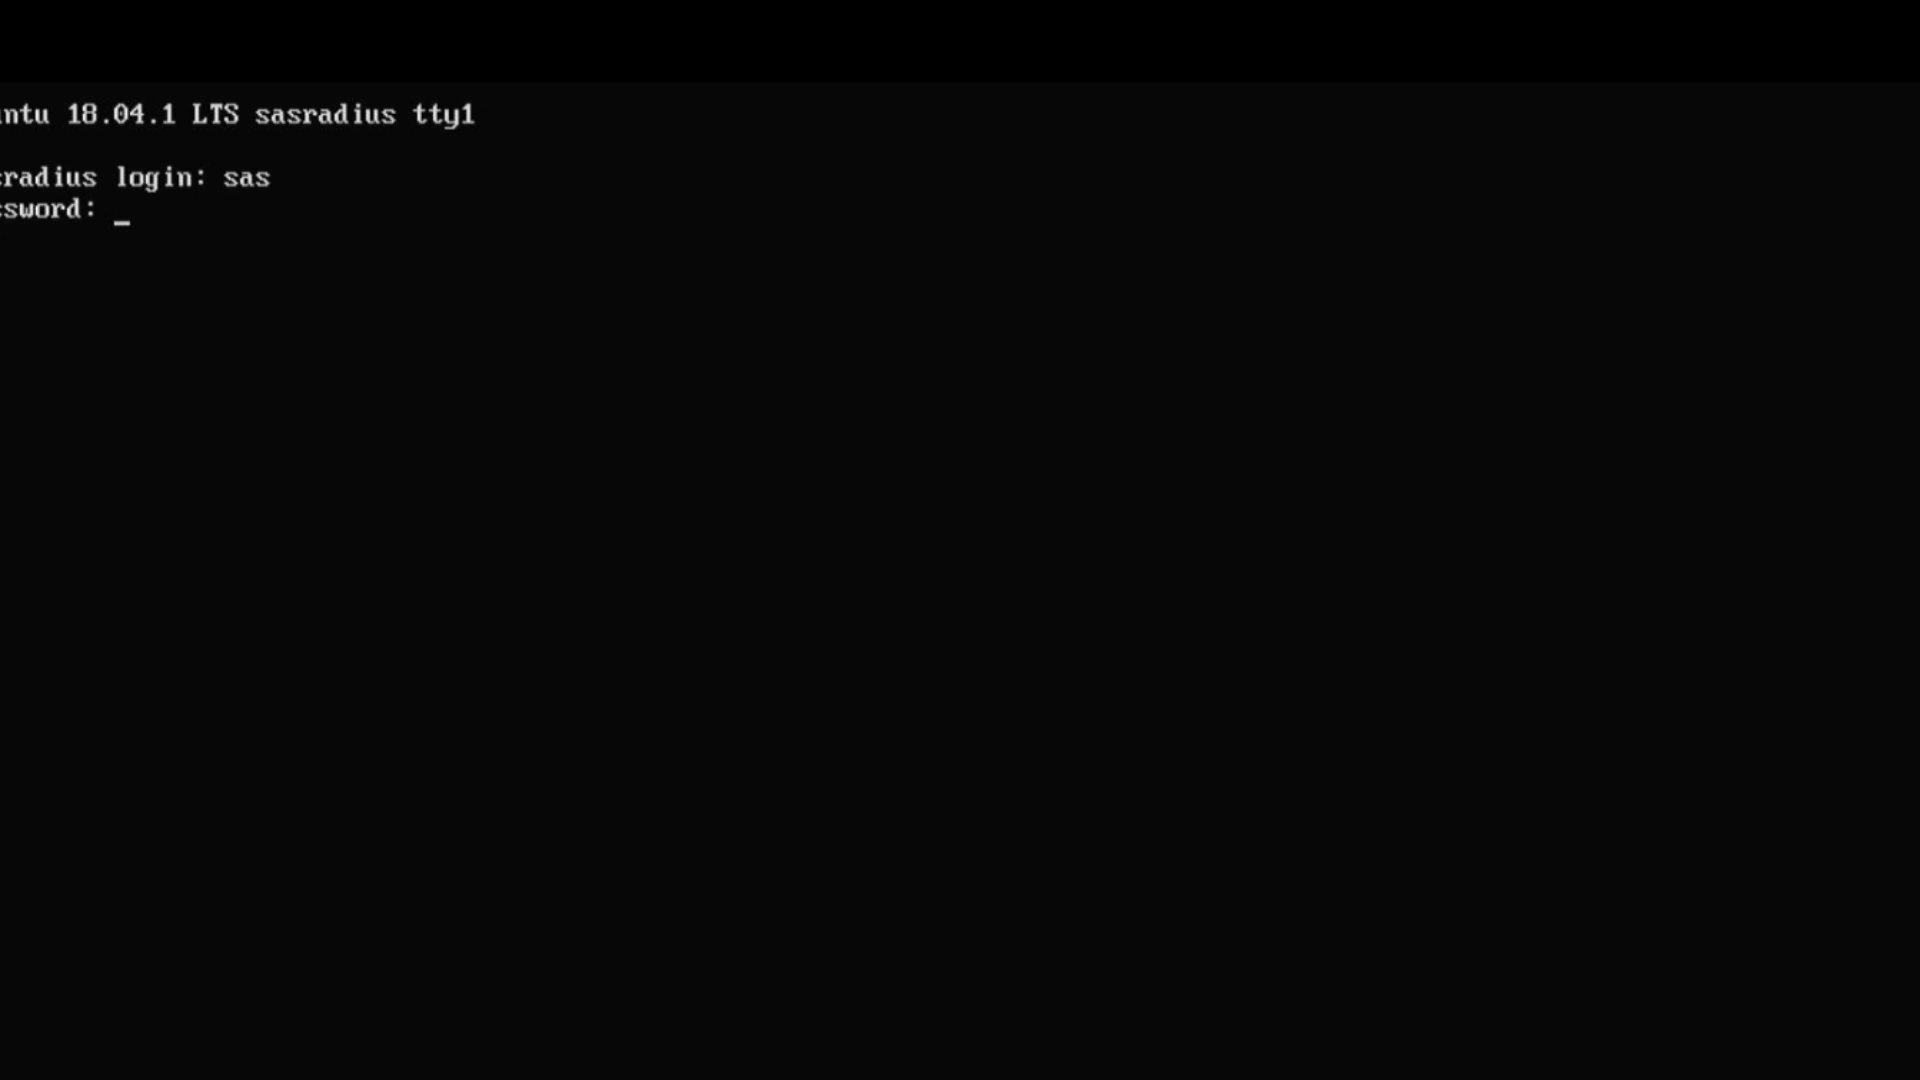 ntu 18.04.1 LTS sasradius tty1
radius login: sas
sword: _